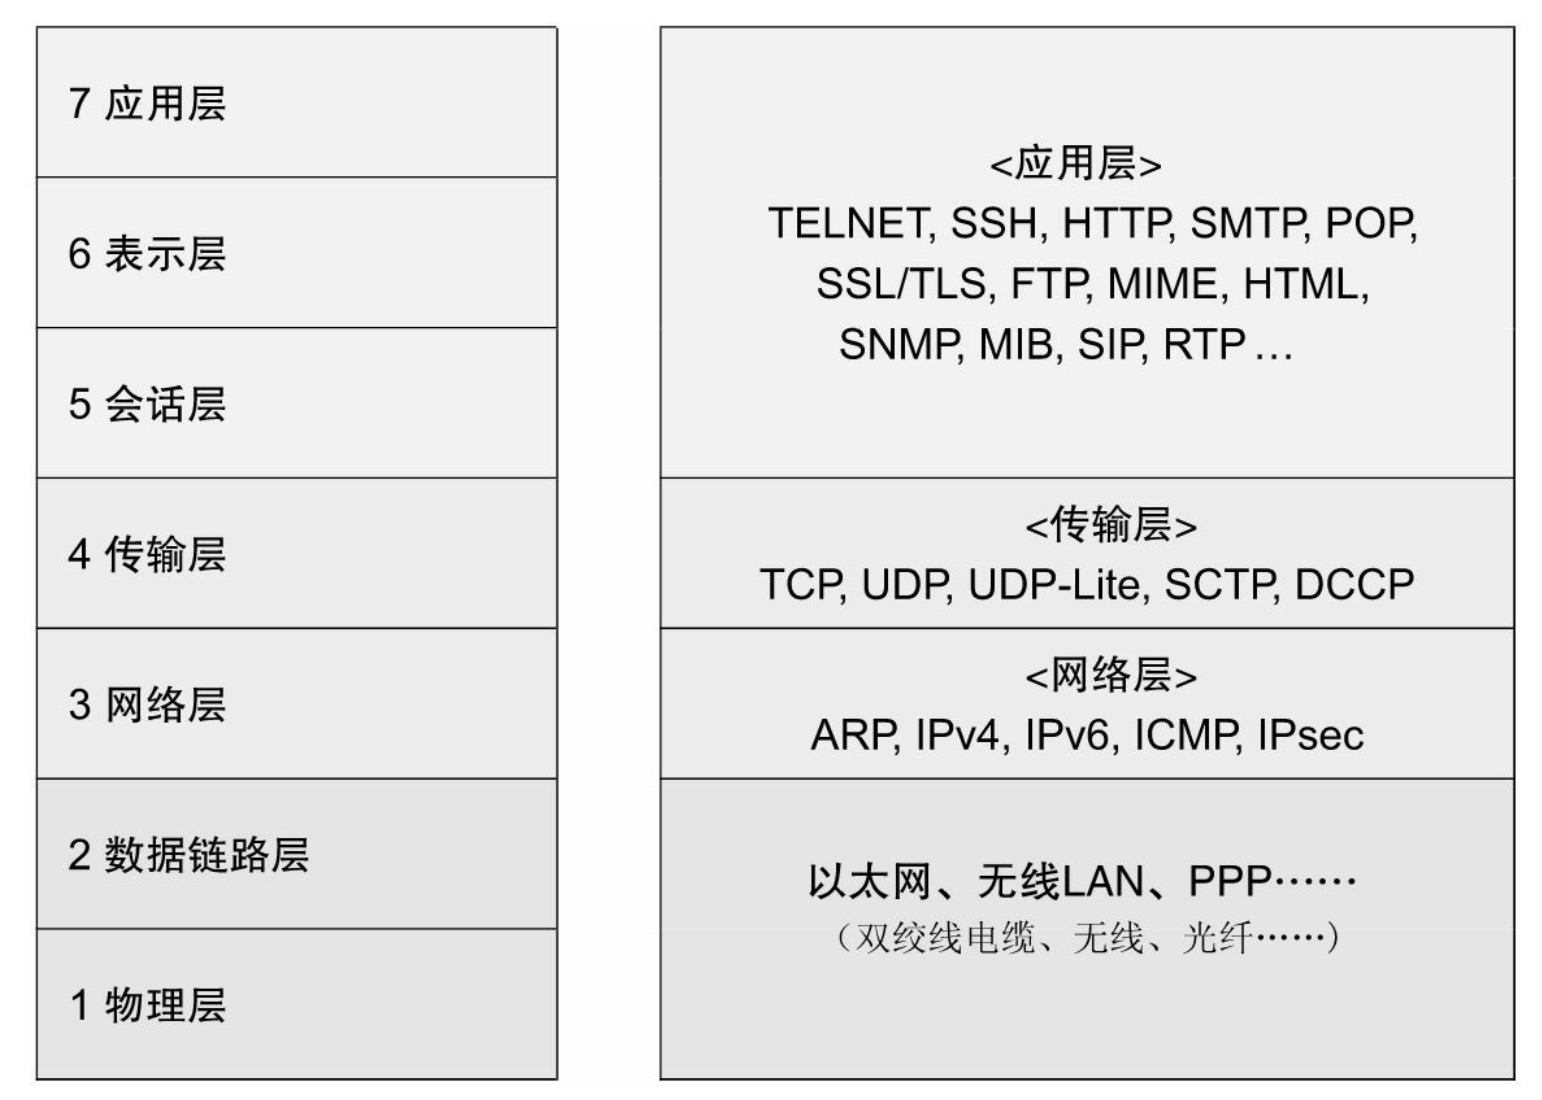 7 应用层
6 表示层
5 会话层
4 传输层
3 网络层
2 数据链路层
1 物理层
<应用层>
TELNET, SSH, HTTP, SMTP, POP,
SSL/TLS, FTP, MIME, HTML,
SNMP, MIB, SIP, RTP …
<传输层>
TCP, UDP, UDP-Lite, SCTP, DCCP
<网络层>
ARP, IPv4, IPv6, ICMP, IPsec
以太网、无线LAN、PPP……
（双绞线电缆、无线、光纤……）